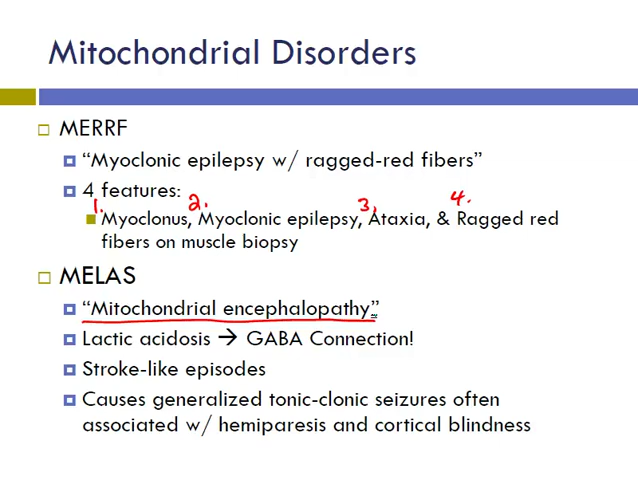 Mitochondrial Disorders
MERRF
"Myoclonic epilepsy w/ ragged-red fibers"
4 features:
1. 2. 3. 4.
Myoclonus, Myoclonic epilepsy, Ataxia, & Ragged red
fibers on muscle biopsy
MELAS
"Mitochondrial encephalopathy"
Lactic acidosis → GABA Connection!
Stroke-like episodes
Causes generalized tonic-clonic seizures often
associated w/ hemiparesis and cortical blindness